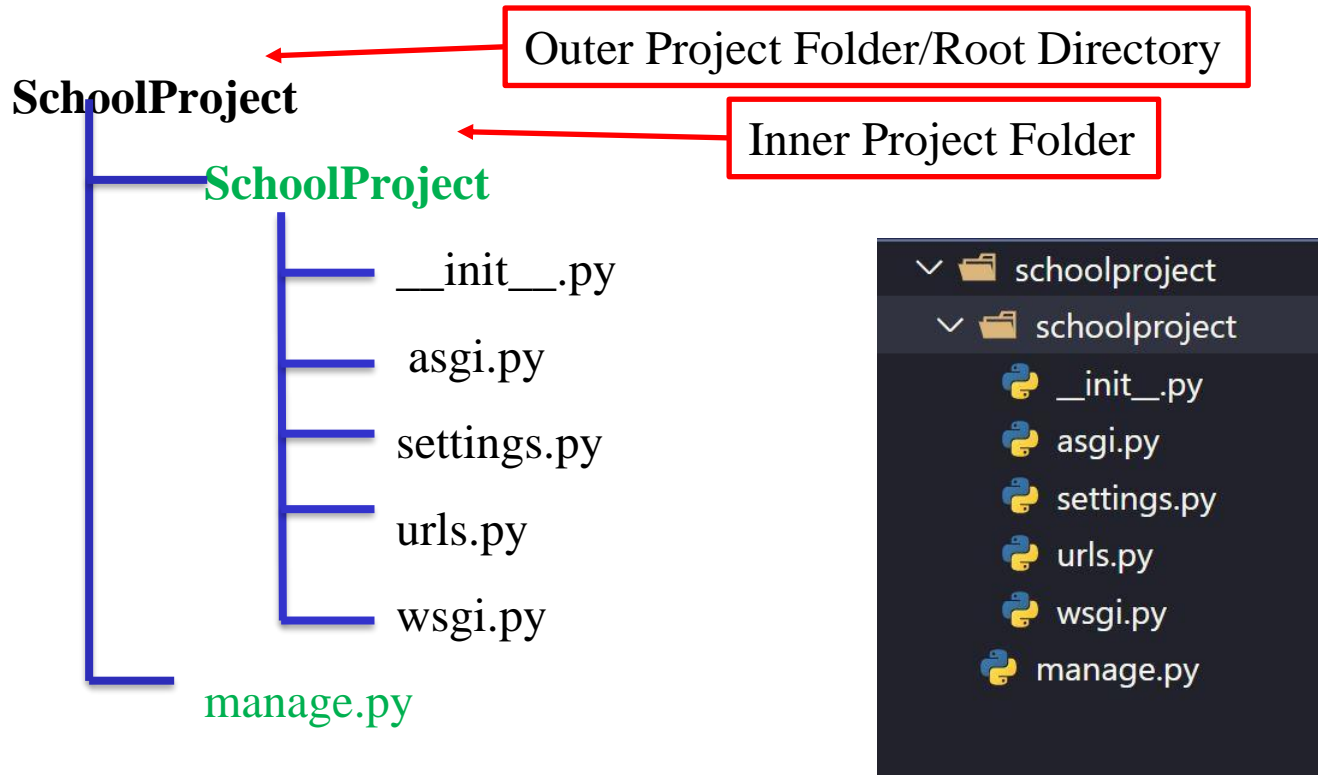 Outer Project Folder/Root Directory
SchoolProject
Inner Project Folder
SchoolProject
__init__.py
asgi.py
settings.py
urls.py
wsgi.py
manage.py
schoolproject
schoolproject
__init__.py
asgi.py
settings.py
urls.py
wsgi.py
manage.py